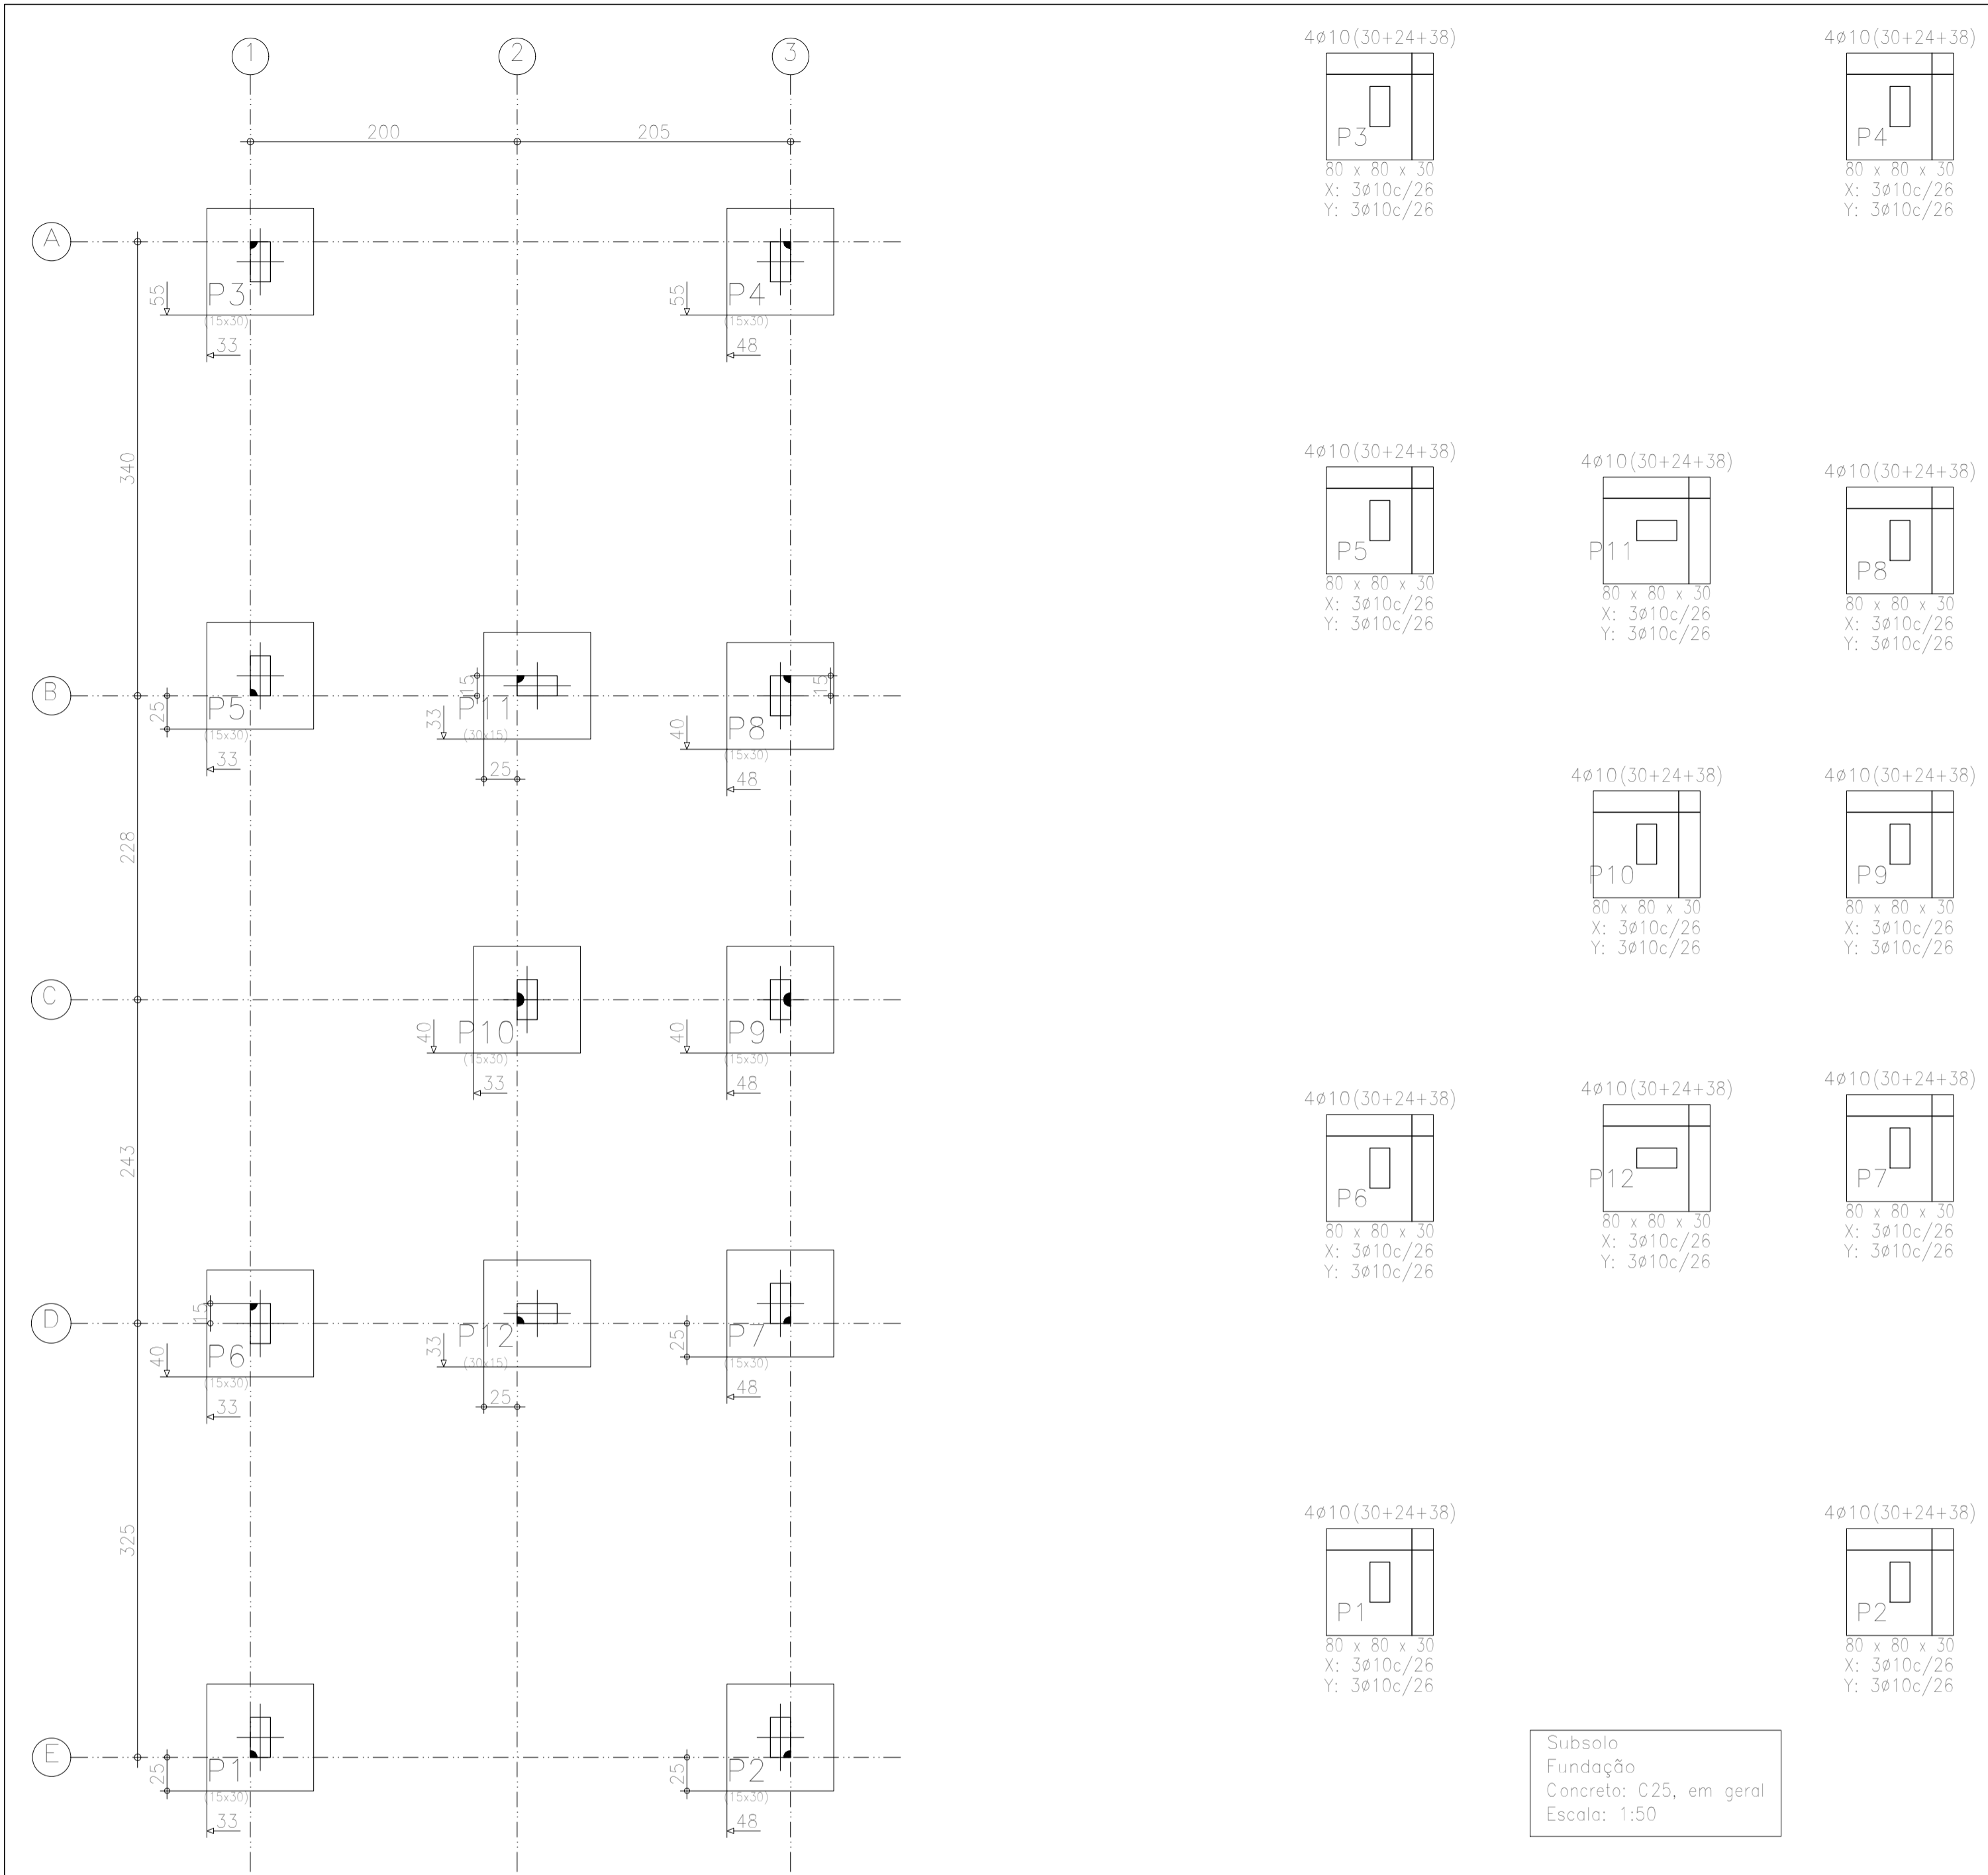 1
2
3
200
205
A
55
P3
(15x30)
33
55
P4
(15x30)
48
340
B
25
P5
(15x30)
33
15
33
P11
(30x15)
25
15
40
P8
(15x30)
48
228
C
40
P10
(15x30)
33
40
P9
(15x30)
48
243
D
15
40
P6
(15x30)
33
33
P12
(30x15)
25
25
P7
(15x30)
48
325
E
25
P1
(15x30)
33
25
P2
(15x30)
48
4ø10(30+24+38)
P3
80 x 80 x 30
X: 3ø10c/26
Y: 3ø10c/26
4ø10(30+24+38)
P4
80 x 80 x 30
X: 3ø10c/26
Y: 3ø10c/26
4ø10(30+24+38)
P5
80 x 80 x 30
X: 3ø10c/26
Y: 3ø10c/26
4ø10(30+24+38)
P11
80 x 80 x 30
X: 3ø10c/26
Y: 3ø10c/26
4ø10(30+24+38)
P8
80 x 80 x 30
X: 3ø10c/26
Y: 3ø10c/26
4ø10(30+24+38)
P10
80 x 80 x 30
X: 3ø10c/26
Y: 3ø10c/26
4ø10(30+24+38)
P9
80 x 80 x 30
X: 3ø10c/26
Y: 3ø10c/26
4ø10(30+24+38)
P6
80 x 80 x 30
X: 3ø10c/26
Y: 3ø10c/26
4ø10(30+24+38)
P12
80 x 80 x 30
X: 3ø10c/26
Y: 3ø10c/26
4ø10(30+24+38)
P7
80 x 80 x 30
X: 3ø10c/26
Y: 3ø10c/26
4ø10(30+24+38)
P1
80 x 80 x 30
X: 3ø10c/26
Y: 3ø10c/26
4ø10(30+24+38)
P2
80 x 80 x 30
X: 3ø10c/26
Y: 3ø10c/26
Subsolo
Fundação
Concreto: C25, em geral
Escala: 1:50